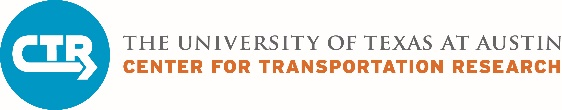 CTR
THE UNIVERSITY OF TEXAS AT AUSTIN
CENTER FOR TRANSPORTATION RESEARCH